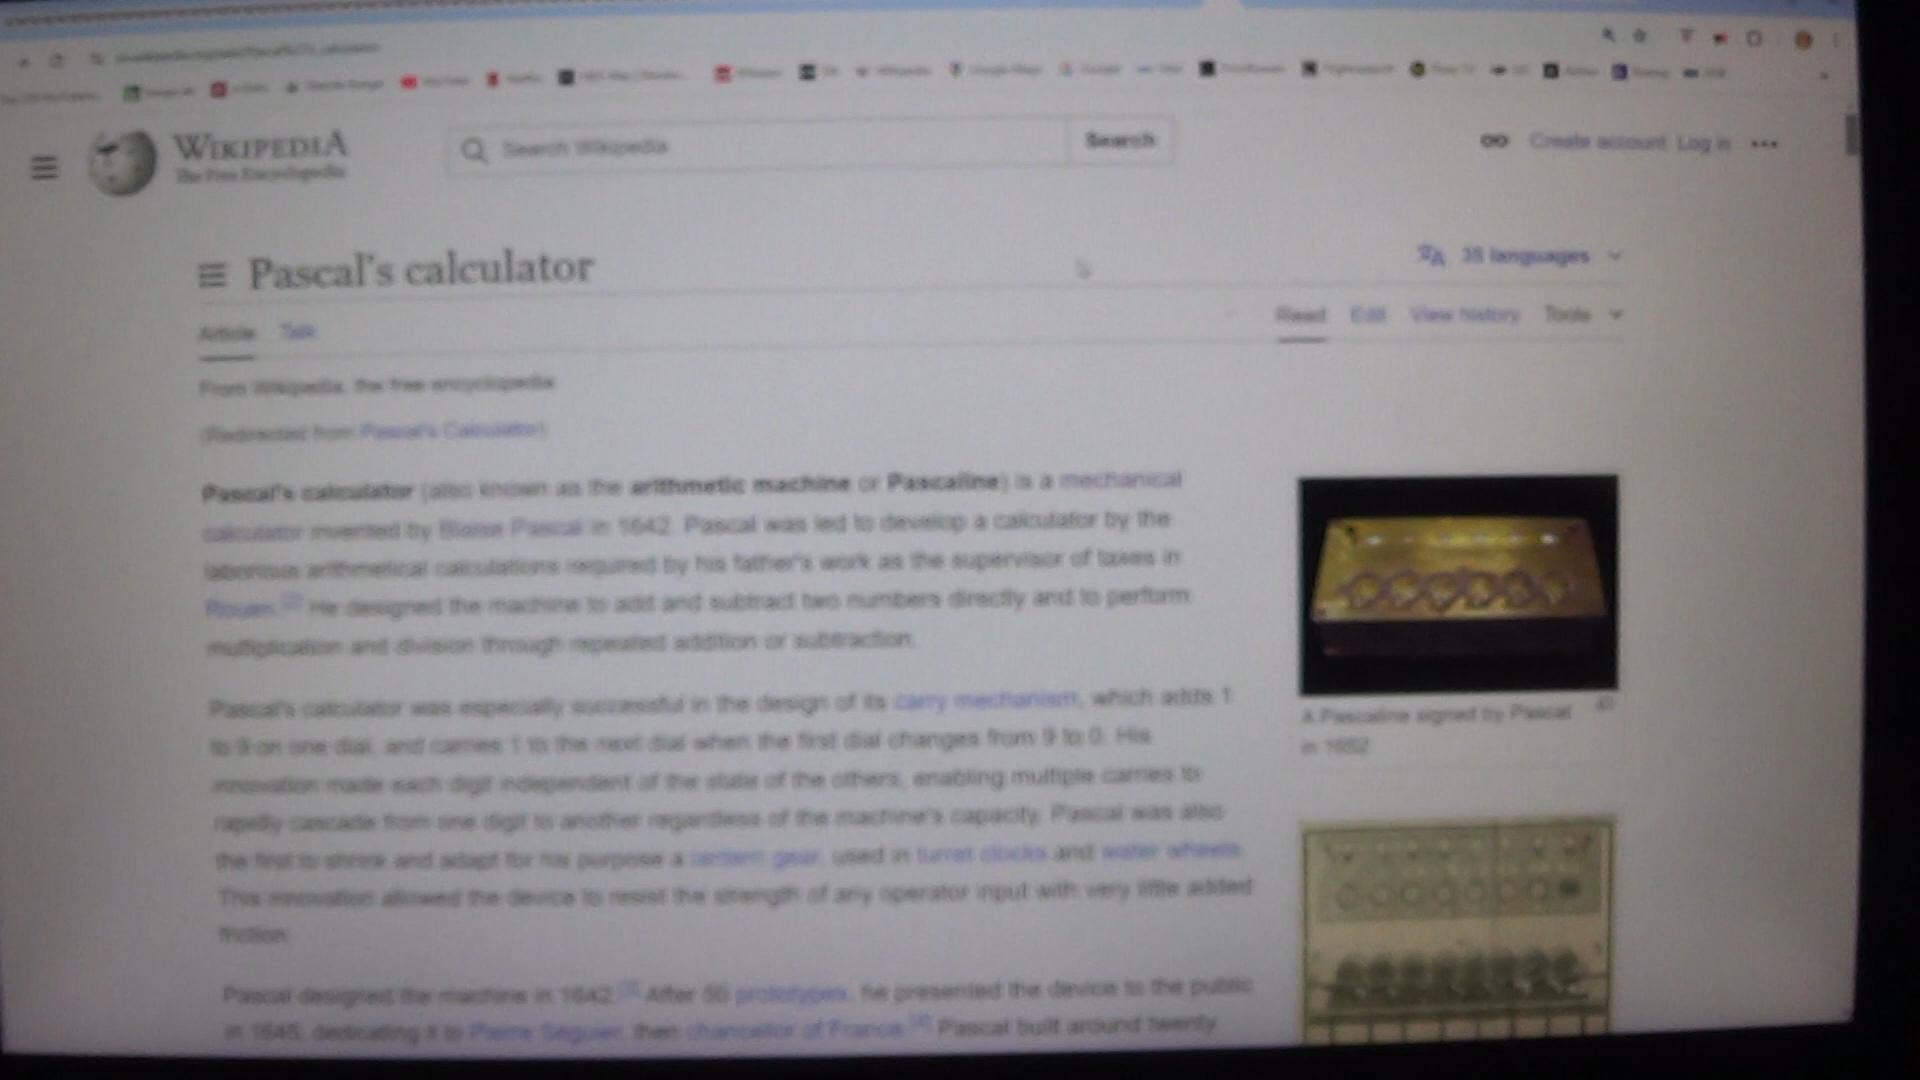 WIKIPEDIA
The Free Encyclopedia
Search Wikipedia
Search
Create account Log in
Pascal's calculator
35 languages
Article Talk
Read Edit View history Tools
From Wikipedia, the free encyclopedia
(Redirected from Pascal's Calculator)
Pascal's calculator (also known as the arithmetic machine or Pascaline) is a mechanical
calculator invented by Blaise Pascal in 1642. Pascal was led to develop a calculator by the
laborious arithmetical calculations required by his father's work as the supervisor of taxes in
Rouen. He designed the machine to add and subtract two numbers directly and to perform
multiplication and division through repeated addition or subtraction.
Pascal's calculator was especially successful in the design of its carry mechanism, which adds 1
to 9 on one dial, and carries 1 to the next dial when the first dial changes from 9 to 0. His
innovation made each digit independent of the state of the others, enabling multiple carries to
rapidly cascade from one digit to another regardless of the machine's capacity. Pascal was also
the first to shrink and adapt for his purpose a lantern gear, used in turret clocks and water wheels.
This innovation allowed the device to resist the strength of any operator input with very little added
friction.
Pascal designed the machine in 1642. After 50 prototypes, he presented the device to the public
in 1645, dedicating it to Pierre Séguier, then chancellor of France. Pascal built around twenty
A Pascaline signed by Pascal
in 1652